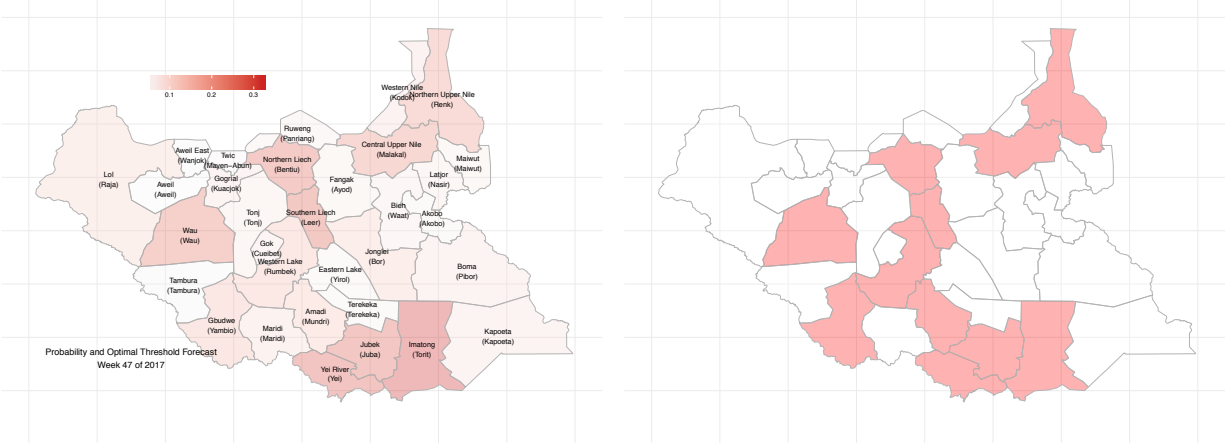 0.1 0.2 0.3
Western Nile
(Kodok)
Northern Upper Nile
(Renk)
Ruweng
(Panriang)
Central Upper Nile
(Malakal)
Aweil East
(Wanjok)
Twic
(Mayen–Abun)
Northern Liech
(Bentiu)
Maiwut
(Maiwut)
Lol
(Raja)
Aweil
(Aweil)
Gogrial
(Kuacjok)
Fangak
(Ayod)
Latjor
(Nasir)
Bieh
(Waat)
Akobo
(Akobo)
Tonj
(Tonj)
Southern Liech
(Leer)
Wau
(Wau)
Gok
(Cueibet)
Western Lake
(Rumbek)
Jonglei
(Bor)
Eastern Lake
(Yirol)
Boma
(Pibor)
Tambura
(Tambura)
Terekeka
(Terekeka)
Gbudwe
(Yambio)
Maridi
(Maridi)
Amadi
(Mundri)
Jubek
(Juba)
Imatong
(Torit)
Kapoeta
(Kapoeta)
Yei River
(Yei)
Probability and Optimal Threshold Forecast
Week 47 of 2017